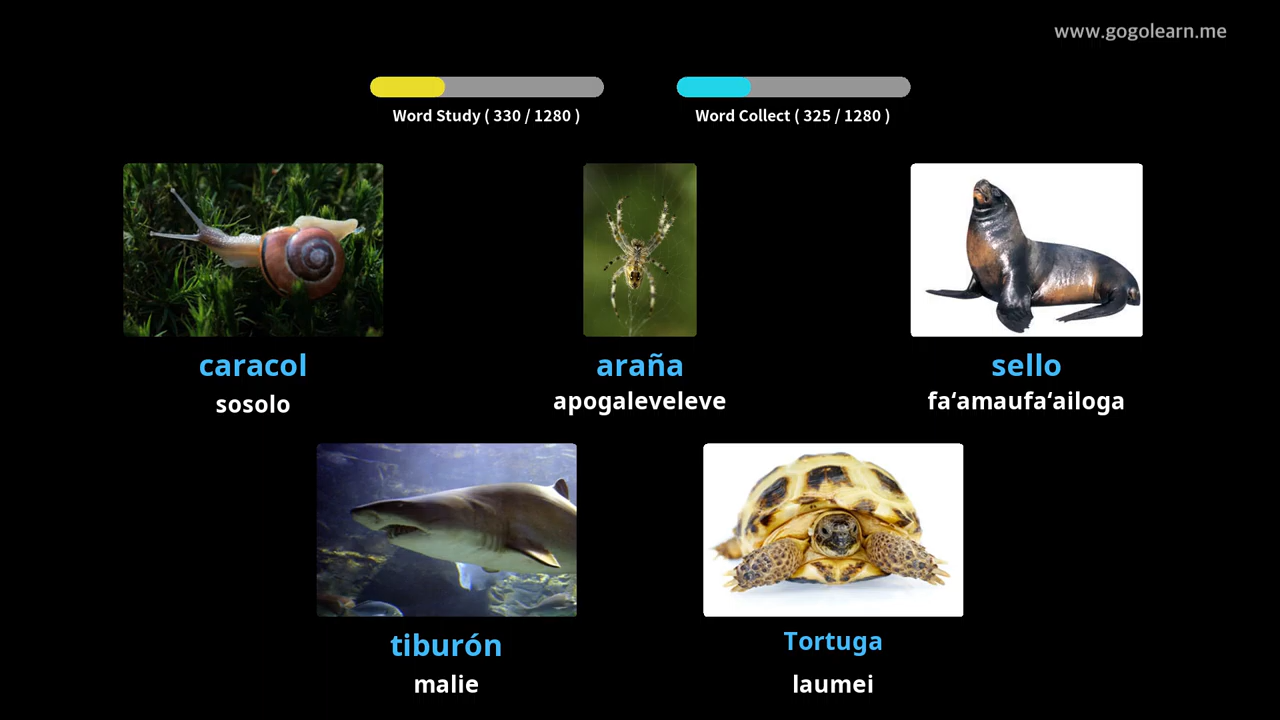 www.gogolearn.me
Word Study ( 330 / 1280 )
Word Collect ( 325 / 1280 )
caracol
sosolo
araña
apogaleveleve
sello
fa‘amaufa‘ailoga
tiburón
malie
Tortuga
laumei